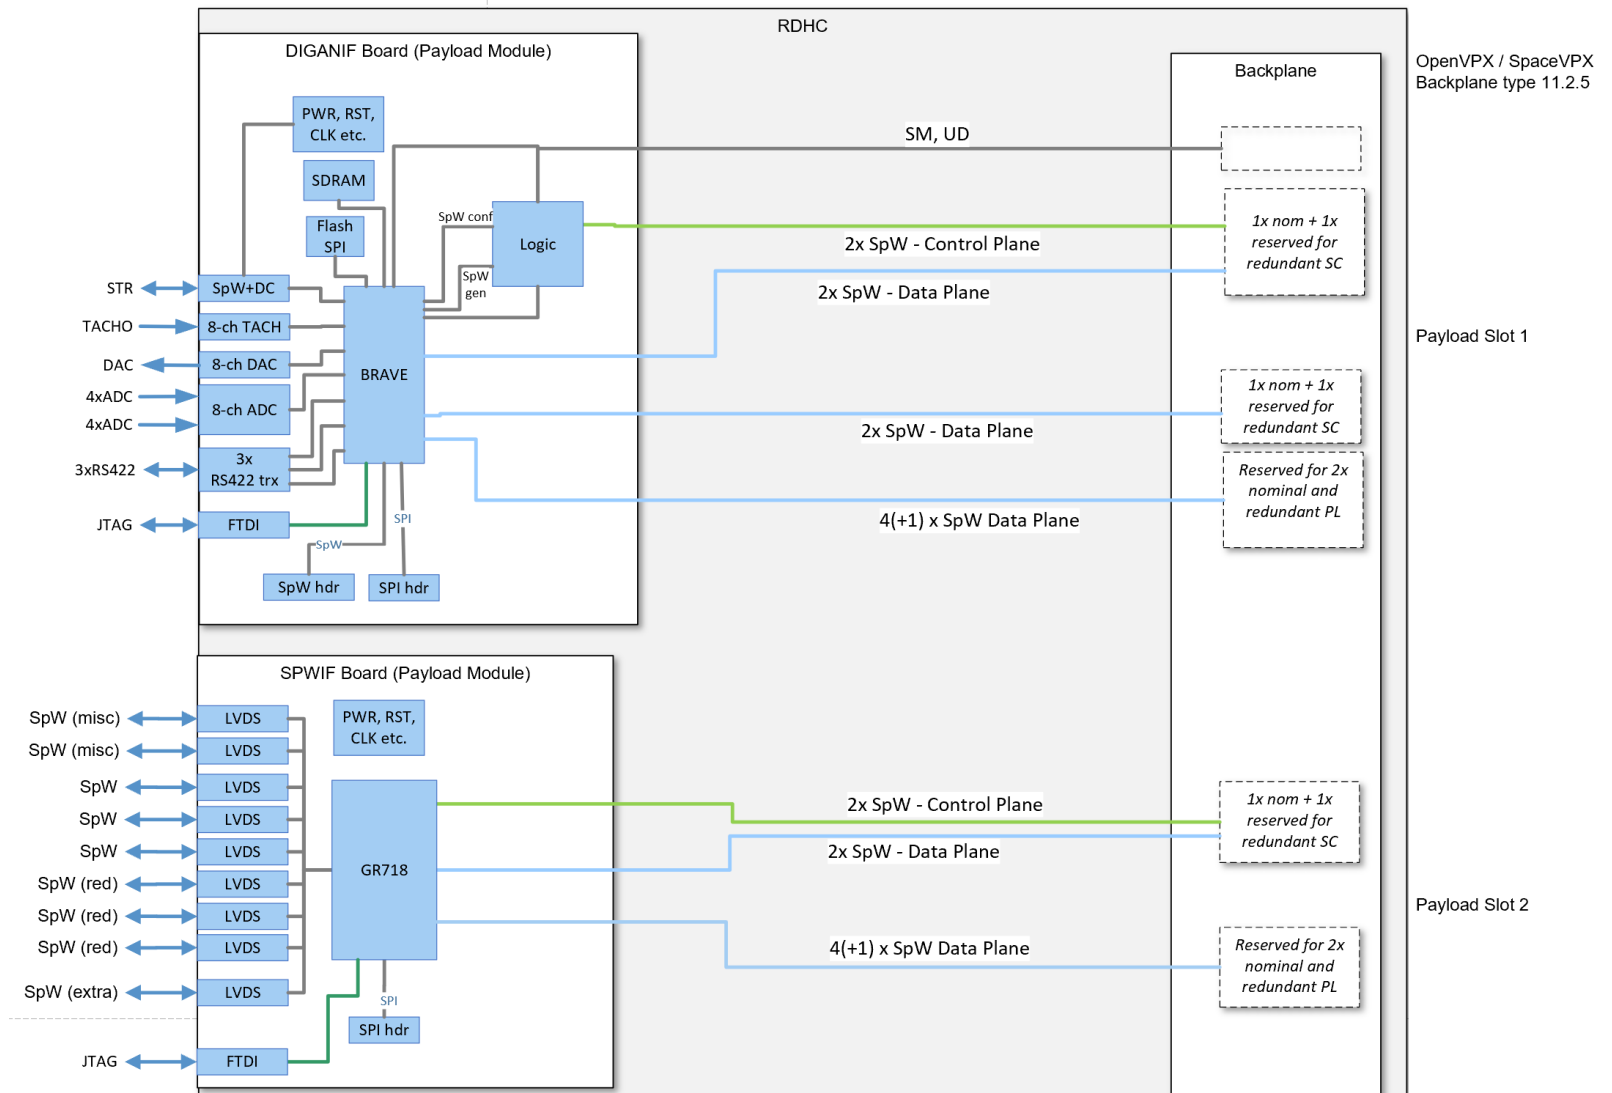 RDHC
OpenVPX / SpaceVPX
Backplane type 11.2.5
DIGANIF Board (Payload Module)
Backplane
PWR, RST,
CLK etc.
SM, UD
SDRAM
Flash
SPI
SpW conf
Logic
SpW
gen
2x SpW - Control Plane
1x nom + 1x
reserved for
redundant SC
2x SpW - Data Plane
STR
SpW+DC
TACHO
8-ch TACH
DAC
8-ch DAC
4xADC
4xADC
8-ch ADC
BRAVE
3xRS422
3x
RS422 trx
JTAG
FTDI
SpW
SPI
SpW hdr
SPI hdr
Payload Slot 1
1x nom + 1x
reserved for
redundant SC
2x SpW - Data Plane
Reserved for 2x
nominal and
redundant PL
4(+1) x SpW Data Plane
SPWIF Board (Payload Module)
SpW (misc)
LVDS
SpW (misc)
LVDS
SpW
LVDS
SpW
LVDS
SpW
LVDS
SpW (red)
LVDS
SpW (red)
LVDS
SpW (red)
LVDS
SpW (extra)
LVDS
JTAG
FTDI
PWR, RST,
CLK etc.
GR718
SPI
SPI hdr
2x SpW - Control Plane
2x SpW - Data Plane
1x nom + 1x
reserved for
redundant SC
Payload Slot 2
4(+1) x SpW Data Plane
Reserved for 2x
nominal and
redundant PL